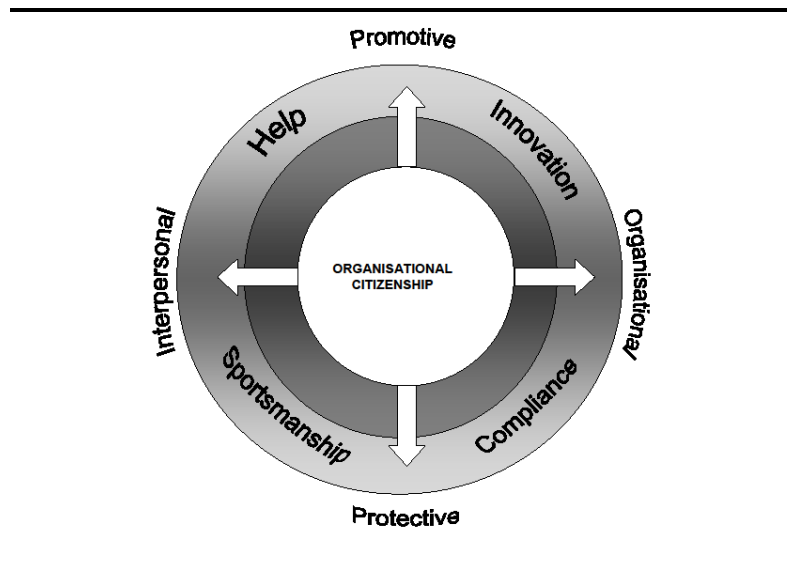 Promotive
Help
Innovation
Interpersonal
Organisational
ORGANISATIONAL
CITIZENSHIP
Sportsmanship
Compliance
Protective